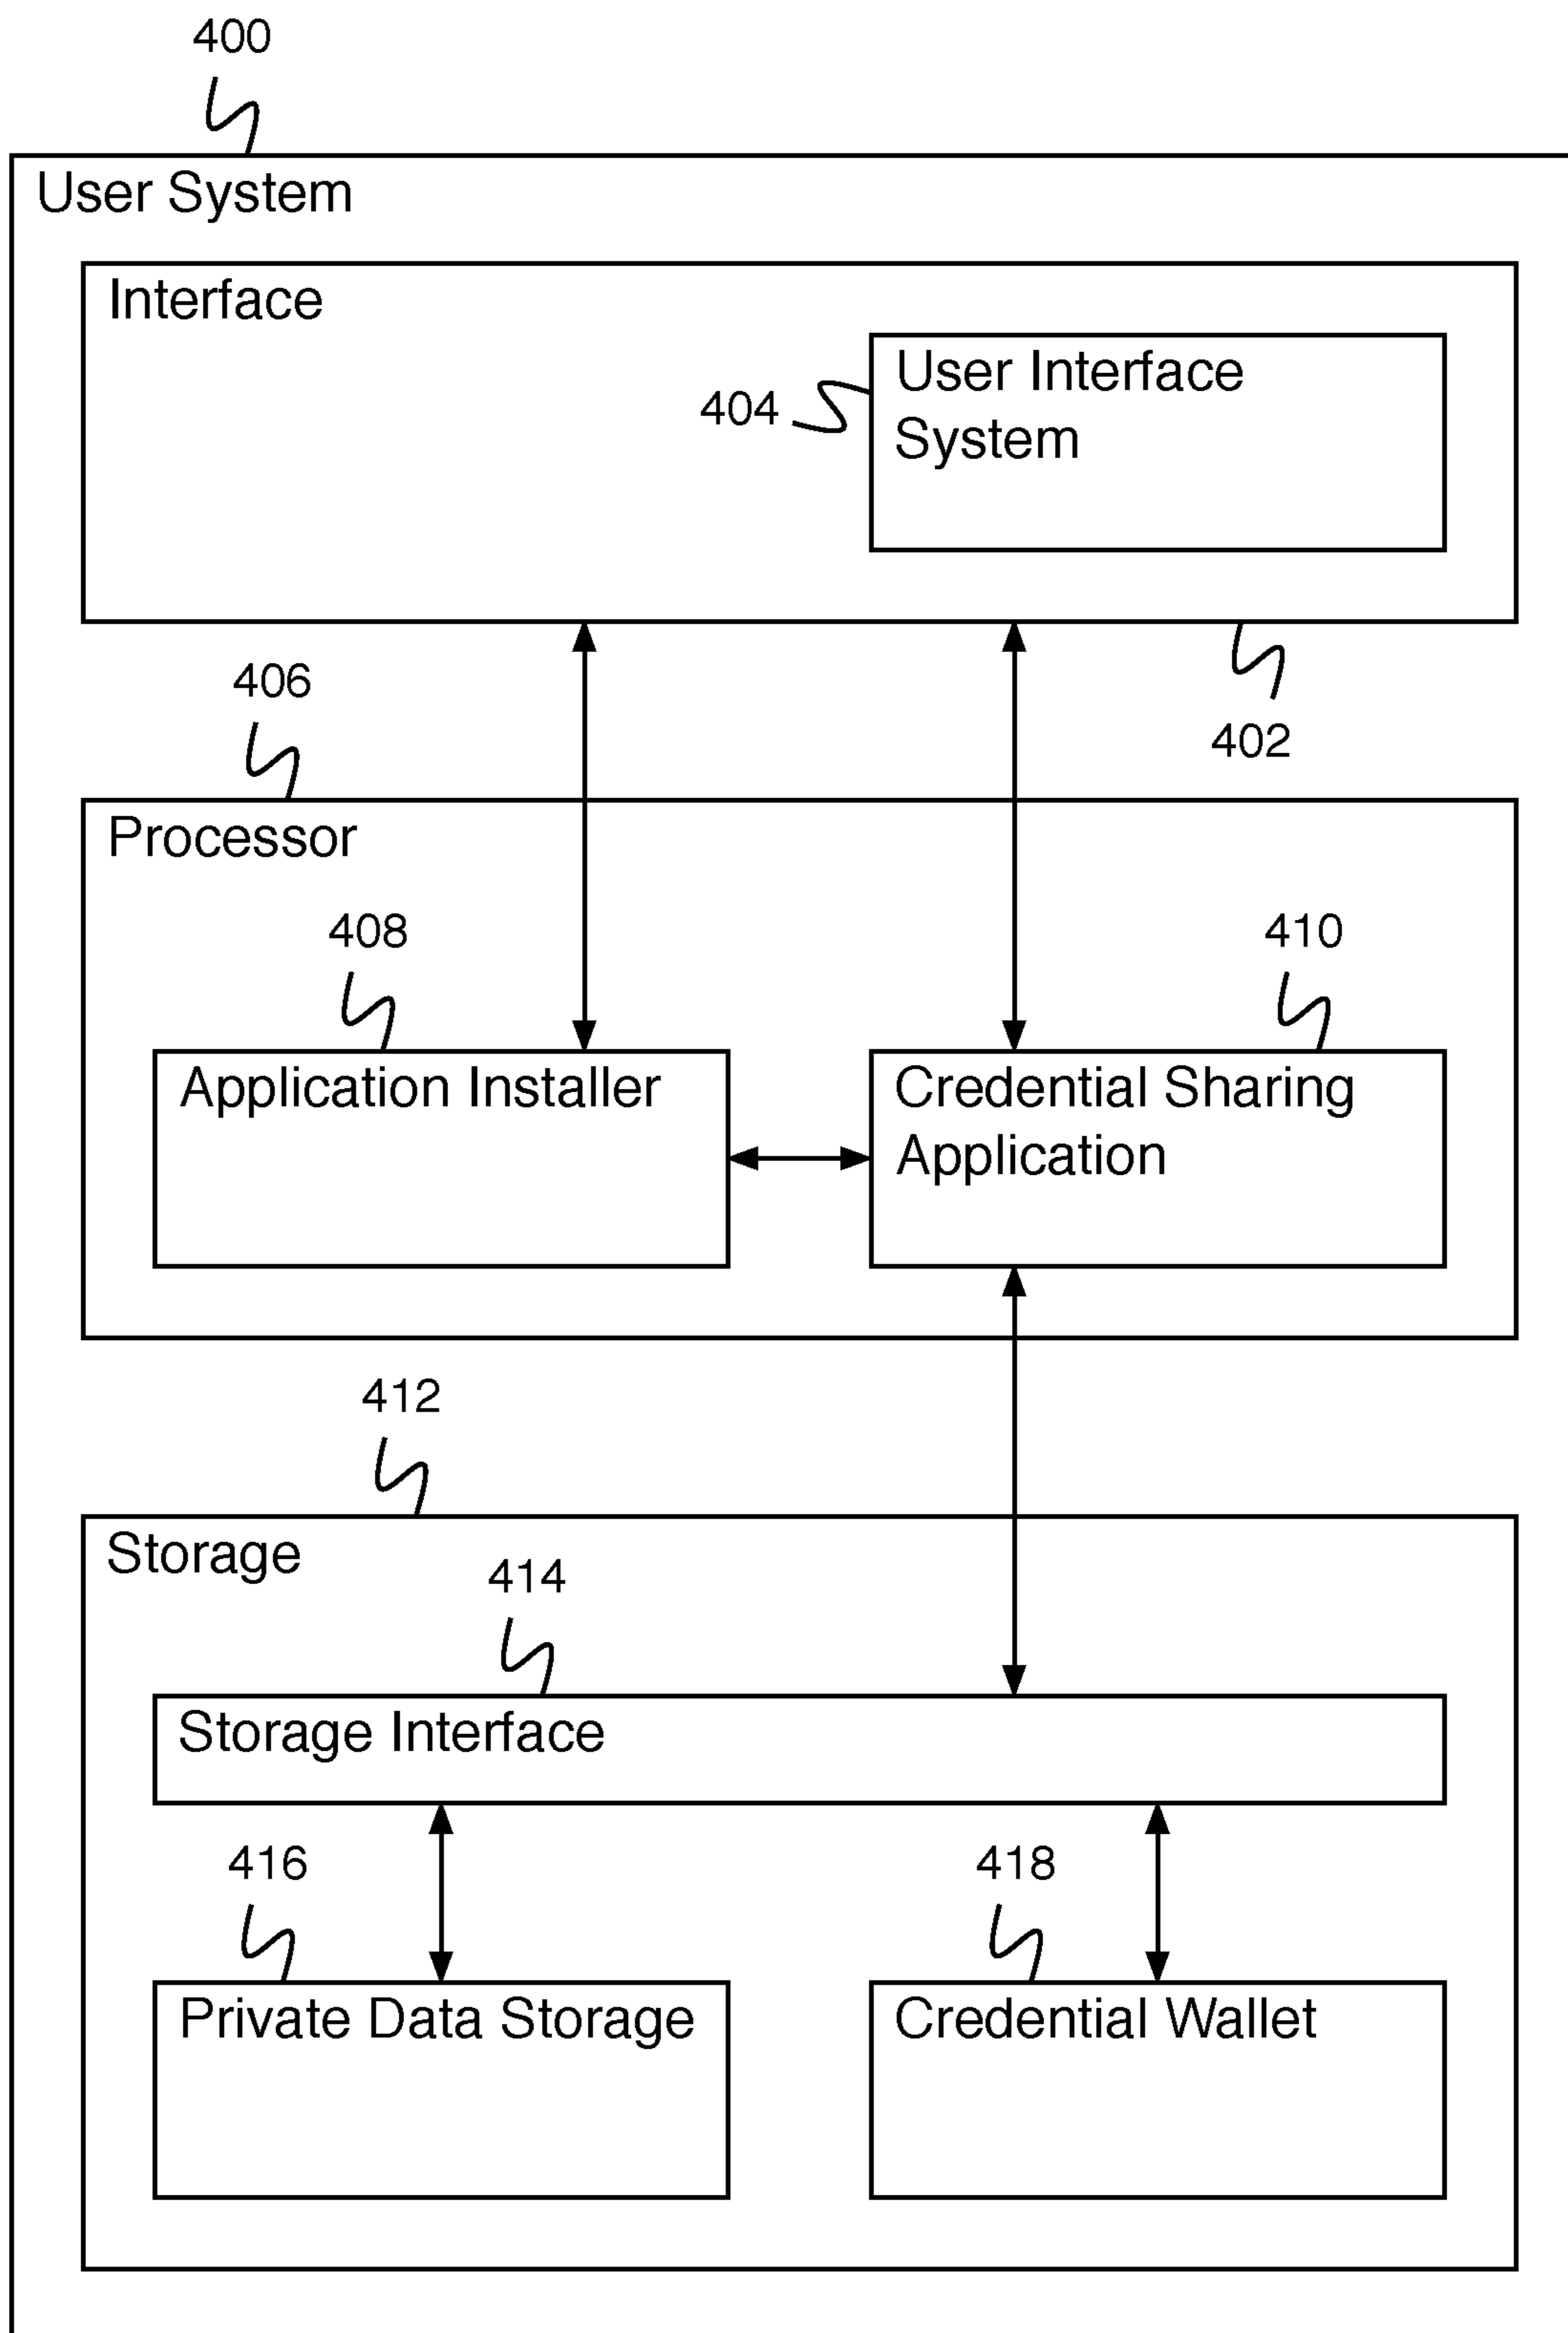 400
User System
Interface
User Interface
System
404
406
402
Processor
408
410
Application Installer
Credential Sharing
Application
412
Storage
414
Storage Interface
416
418
Private Data Storage
Credential Wallet